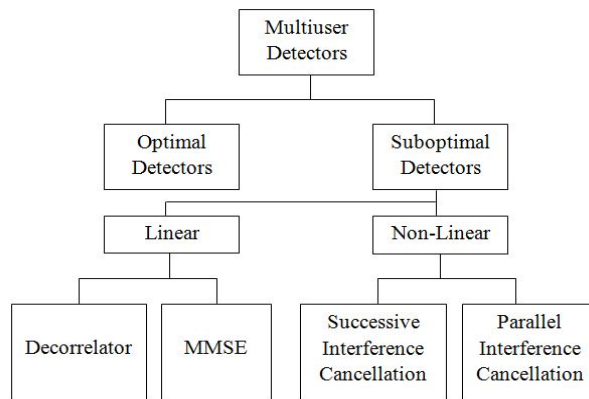 Multiuser
Detectors
Optimal
Detectors
Suboptimal
Detectors
Linear
Non-Linear
Decorrelator
MMSE
Successive
Interference
Cancellation
Parallel
Interference
Cancellation